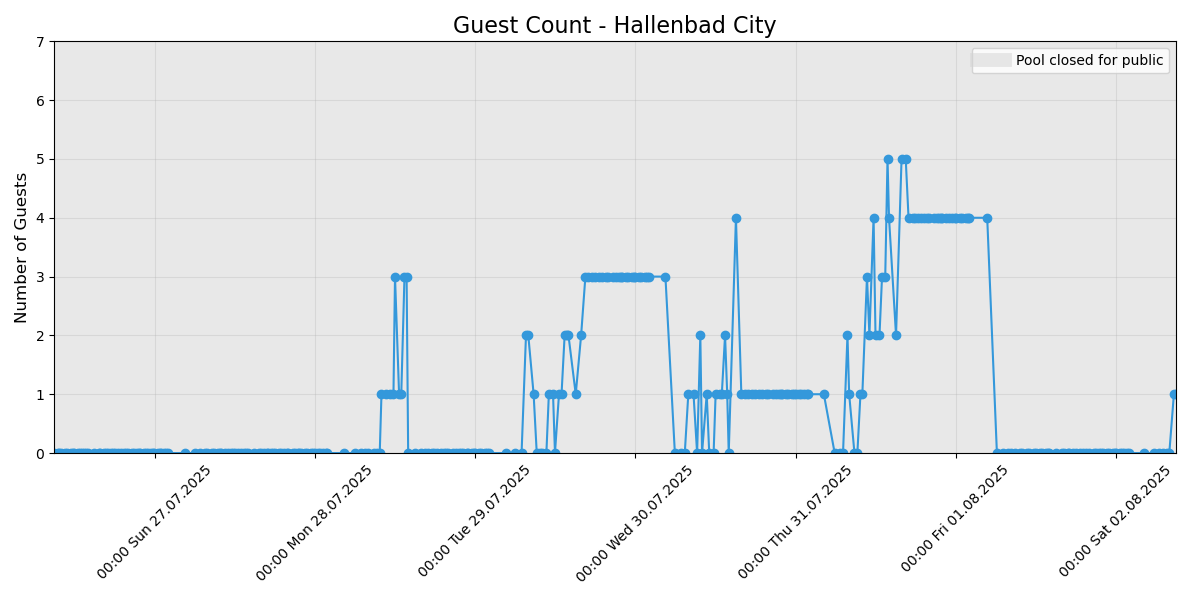 Guest Count - Hallenbad City
Pool closed for public
Number of Guests
7
6
5
4
3
2
1
0
00:00 Sun 27.07.2025
00:00 Mon 28.07.2025
00:00 Tue 29.07.2025
00:00 Wed 30.07.2025
00:00 Thu 31.07.2025
00:00 Fri 01.08.2025
00:00 Sat 02.08.2025